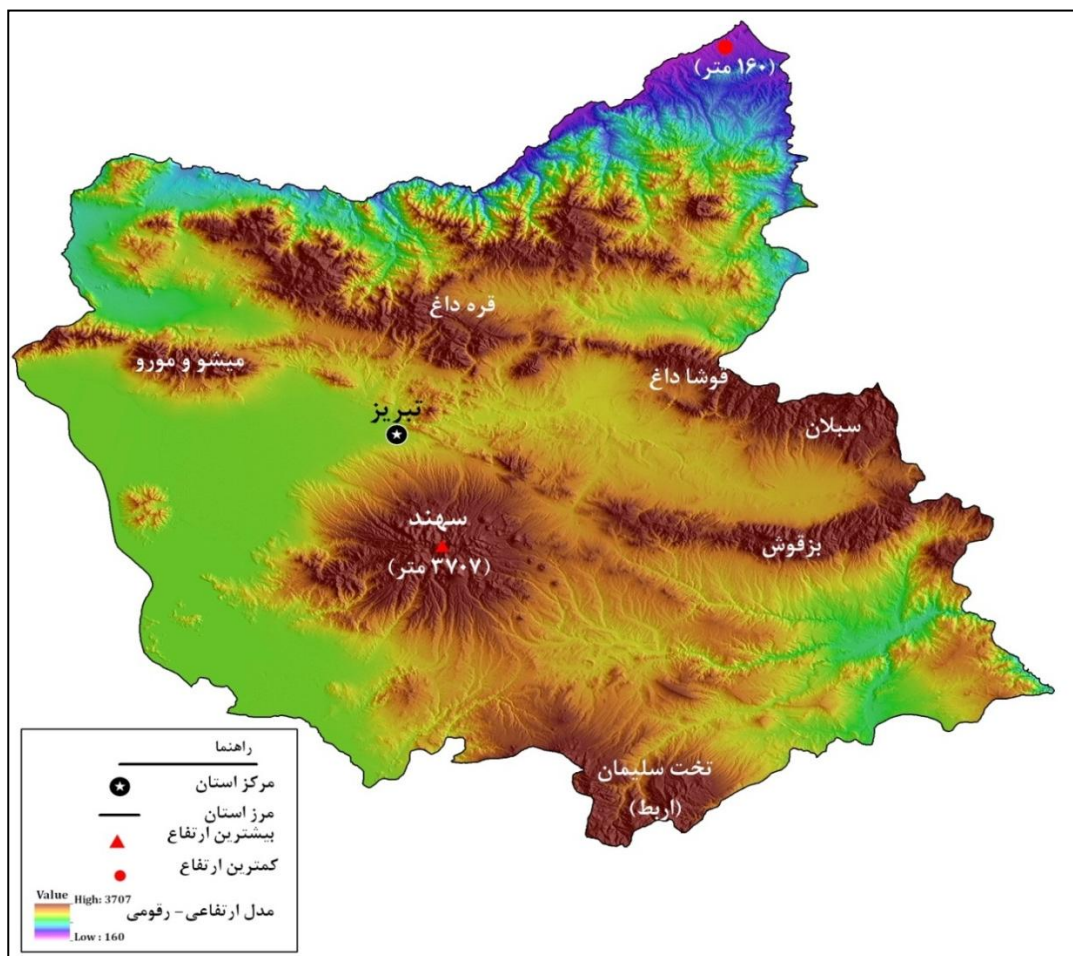 (۱۶۰ متر)
قره داغ
میشو و مورو
قوشا داغ
تبریز
سبلان
سهند
(۳۷۰۷ متر)
بزقوش
تخت سلیمان
(اربط)
راهنما
مرکز استان
مرز استان
بیشترین ارتفاع
کمترین ارتفاع
مدل ارتفاعی - رقومی
Value
High: 3707
Low : 160